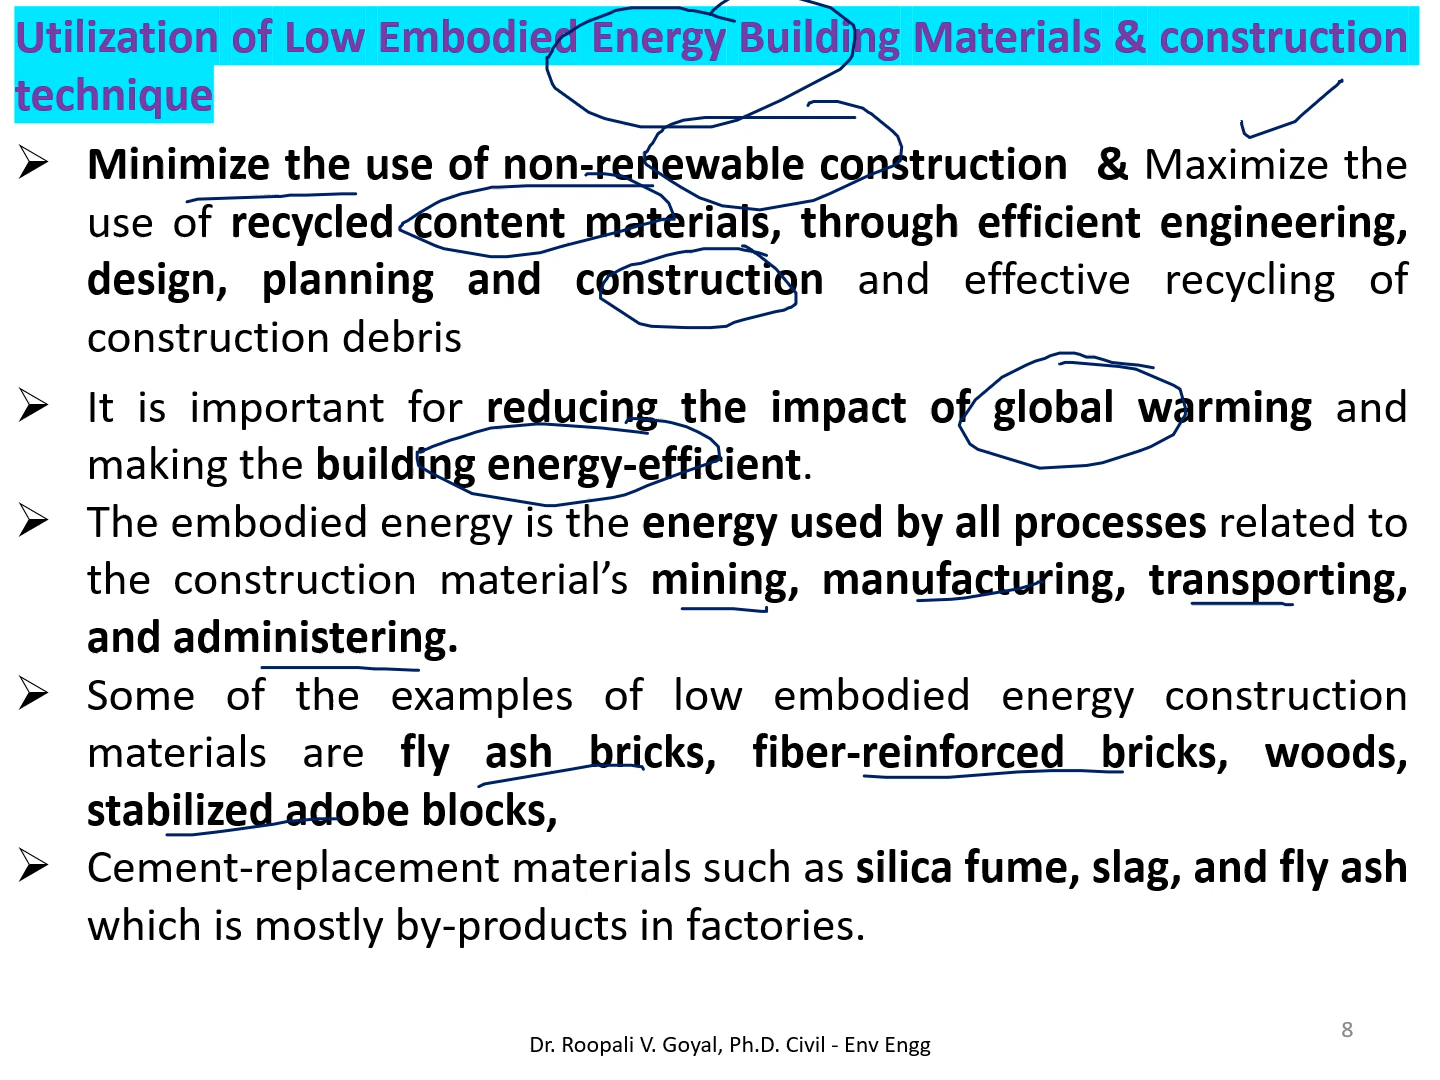 Utilization of Low Embodied Energy Building Materials & construction
technique
➢ Minimize the use of non-renewable construction & Maximize the
use of recycled content materials, through efficient engineering,
design, planning and construction and effective recycling of
construction debris
➢ It is important for reducing the impact of global warming and
making the building energy-efficient.
➢ The embodied energy is the energy used by all processes related to
the construction material’s mining, manufacturing, transporting,
and administering.
➢ Some of the examples of low embodied energy construction
materials are fly ash bricks, fiber-reinforced bricks, woods,
stabilized adobe blocks,
➢ Cement-replacement materials such as silica fume, slag, and fly ash
which is mostly by-products in factories.
Dr. Roopali V. Goyal, Ph.D. Civil - Env Engg
8